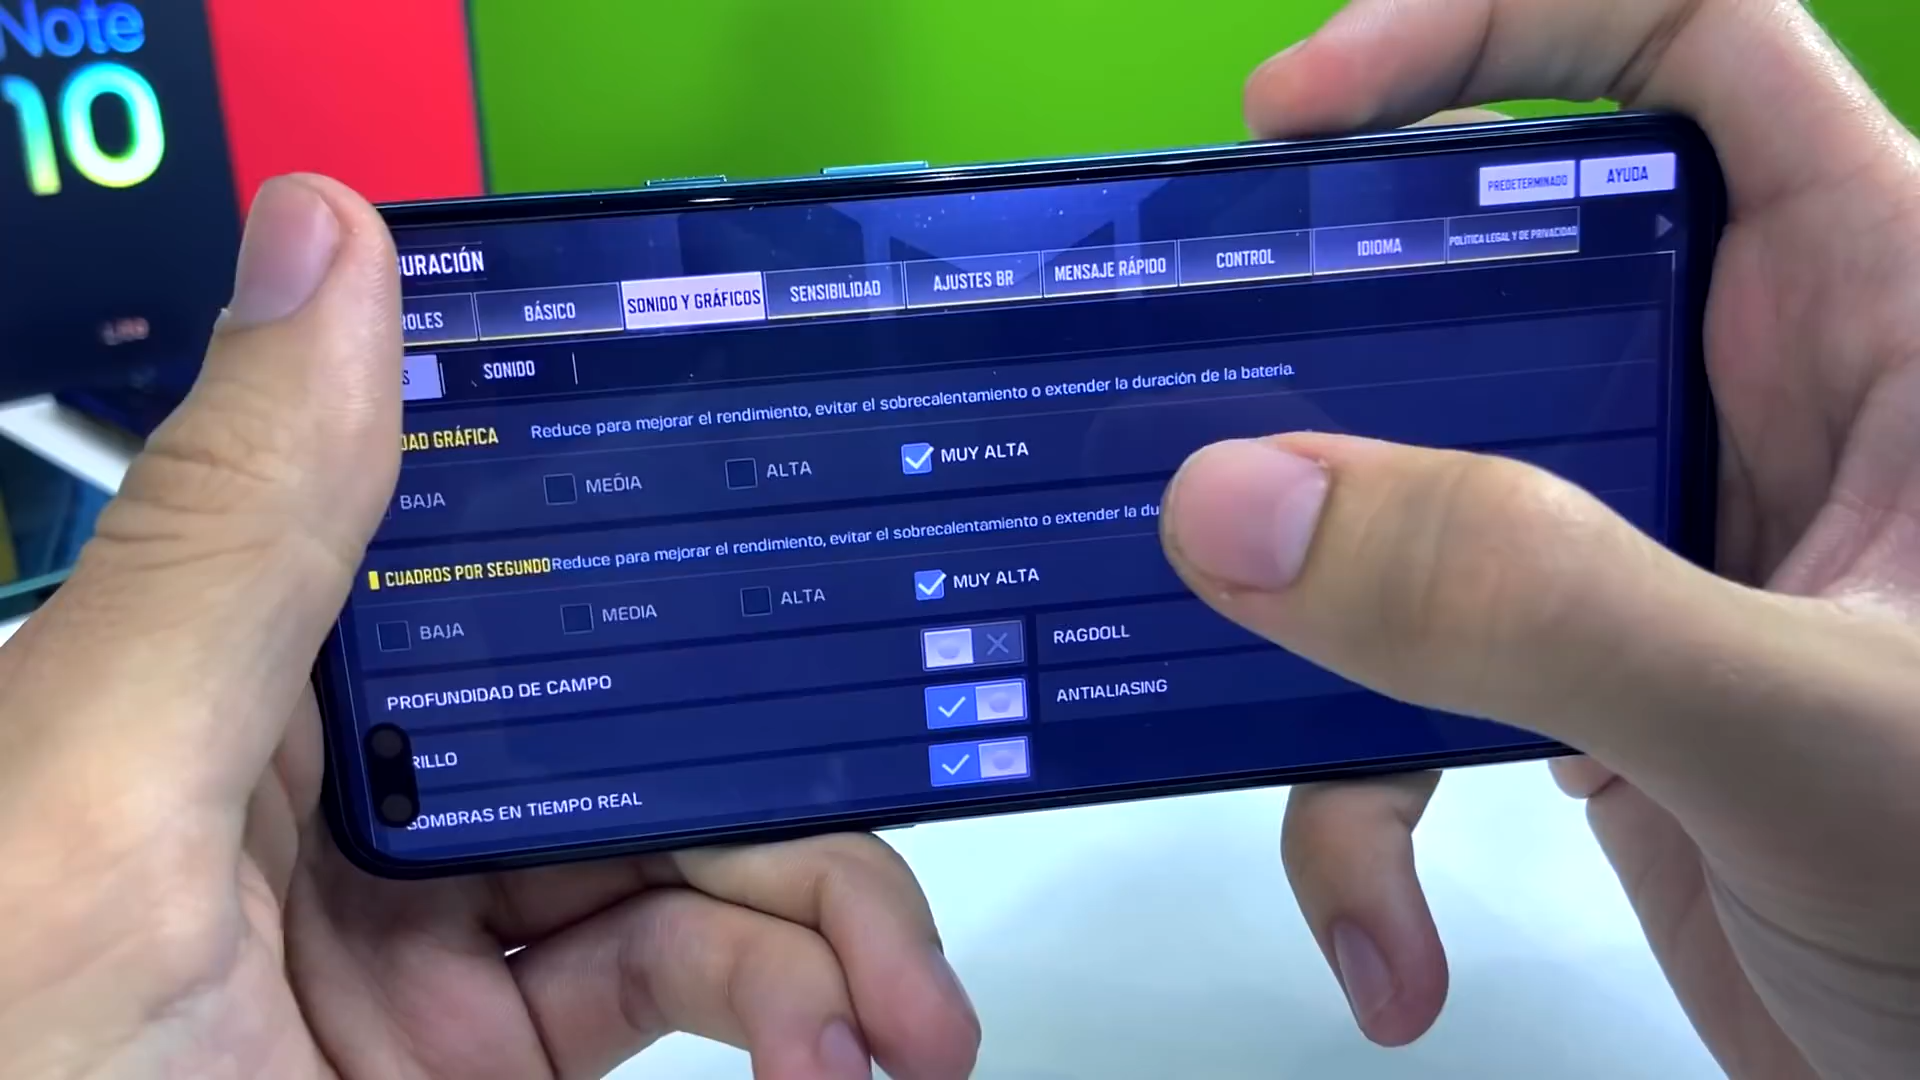 Note
10
PREDETERMINADO AYUDA
URACIÓN
ROLES BÁSICO SONIDO Y GRÁFICOS SENSIBILIDAD AJUSTES BR MENSAJE RÁPIDO CONTROL IDIOMA POLÍTICA LEGAL Y DE PRIVACIDAD
S SONIDO
DAD GRÁFICA Reduce para mejorar el rendimiento, evitar el sobrecalentamiento o extender la duración de la batería.
BAJA MEDIA ALTA MUY ALTA
CUADROS POR SEGUNDO Reduce para mejorar el rendimiento, evitar el sobrecalentamiento o extender la du
BAJA MEDIA ALTA MUY ALTA
PROFUNDIDAD DE CAMPO RAGDOLL
RILLO ANTIALIASING
SOMBRAS EN TIEMPO REAL